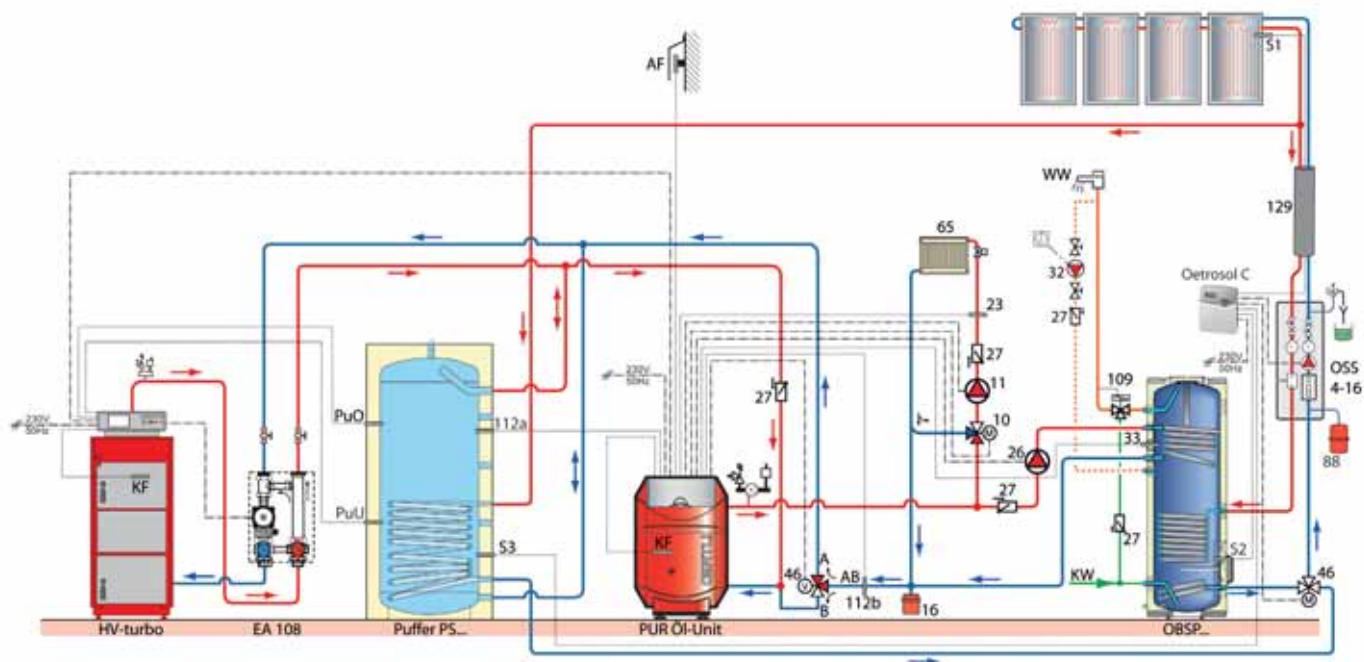 S1
AF
WW
129
65
32
Oetrosol C
23
27
27
230V
50Hz
OSS
4-16
11
109
27
10
PuO
112a
230V
50Hz
230V
50Hz
33
26
88
KF
PuU
27
KF
27
S3
S2
A
46
AB
KW
46
B
112b
16
HV-turbo
EA 108
Puffer PS...
PUR Öl-Unit
OBSP...